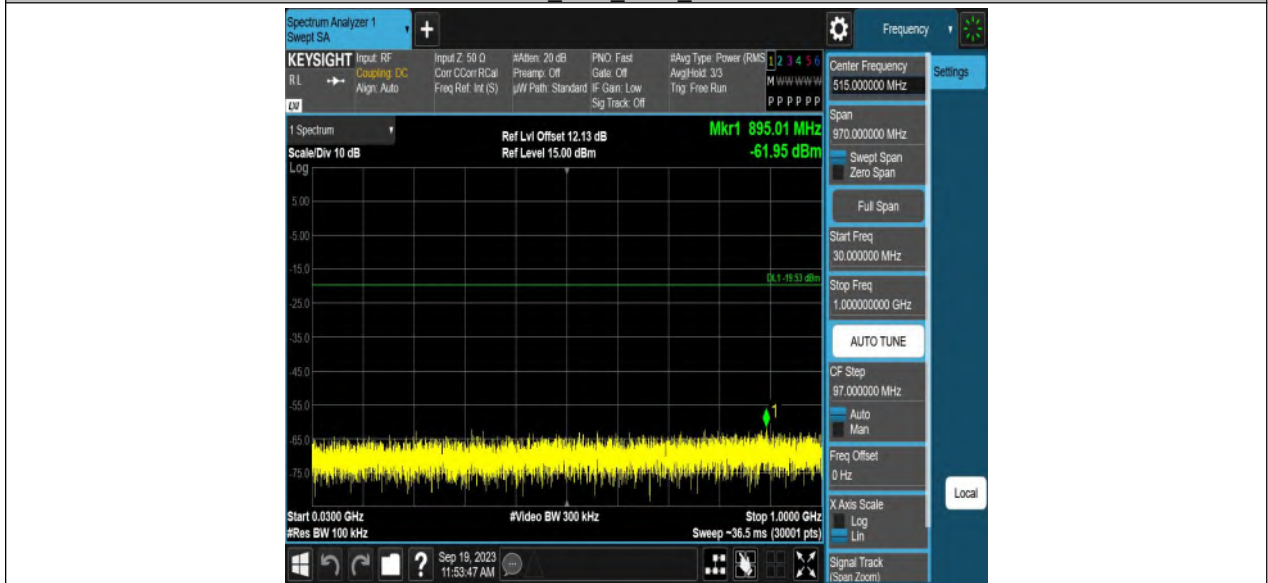 Spectrum Analyzer 1
Swept SA
+
Frequency
KEYSIGHT
RL
LXI
Input: RF
Coupling: DC
Align: Auto
Input Z: 50 Ω
Corr CCorr RCal
Freq Ref: Int (S)
#Atten: 20 dB
Preamp: Off
µW Path: Standard
PNO: Fast
Gate: Off
IF Gain: Low
Sig Track: Off
#Avg Type: Power (RMS
Avg|Hold: 3/3
Trig: Free Run
1 2 3 4 5 6
M W W W W W
P P P P P P
1 Spectrum
Scale/Div 10 dB
Log
Ref Lvl Offset 12.13 dB
Ref Level 15.00 dBm
Mkr1 895.01 MHz
-61.95 dBm
5.00
-5.00
-15.0
DL1 -19.53 dBm
-25.0
-35.0
-45.0
-55.0
1
-65.0
-75.0
Start 0.0300 GHz
#Res BW 100 kHz
#Video BW 300 kHz
Stop 1.0000 GHz
Sweep ~36.5 ms (30001 pts)
?
Sep 19, 2023
11:53:47 AM
Center Frequency
515.000000 MHz
Settings
Span
970.000000 MHz
Swept Span
Zero Span
Full Span
Start Freq
30.000000 MHz
Stop Freq
1.000000000 GHz
AUTO TUNE
CF Step
97.000000 MHz
Auto
Man
Freq Offset
0 Hz
Local
X Axis Scale
Log
Lin
Signal Track
(Span Zoom)